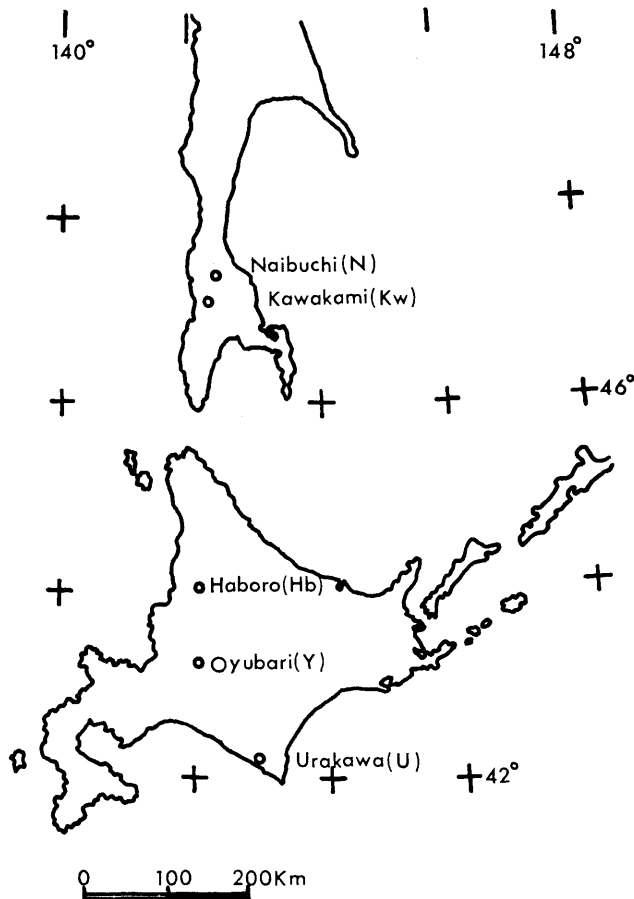 140° 148°
Naibuchi(N)
Kawakami(Kw)
46°
Haboro(Hb)
Oyubari(Y)
Urakawa(U)
42°
0 100 200Km